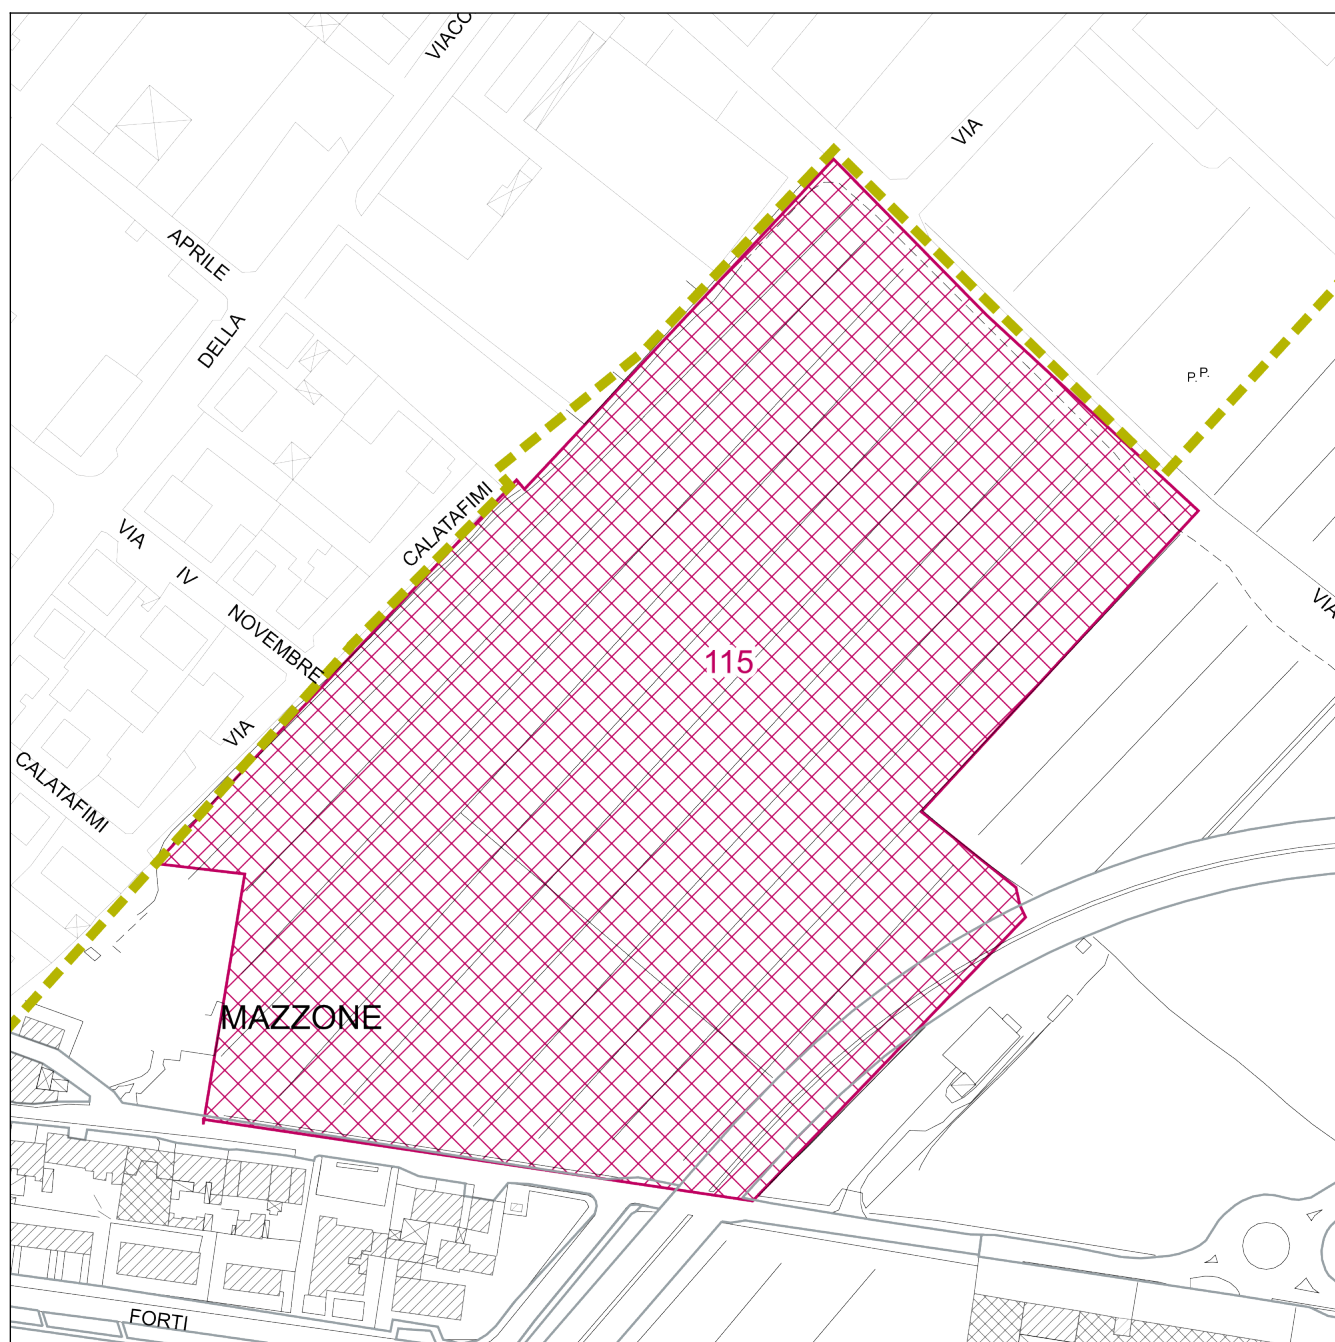 VIACO
VIA
APRILE
DELLA
P.P.
CALATAFIMI
VIA
IV
NOVEMBRE
VIA
115
VIA
CALATAFIMI
MAZZONE
FORTI